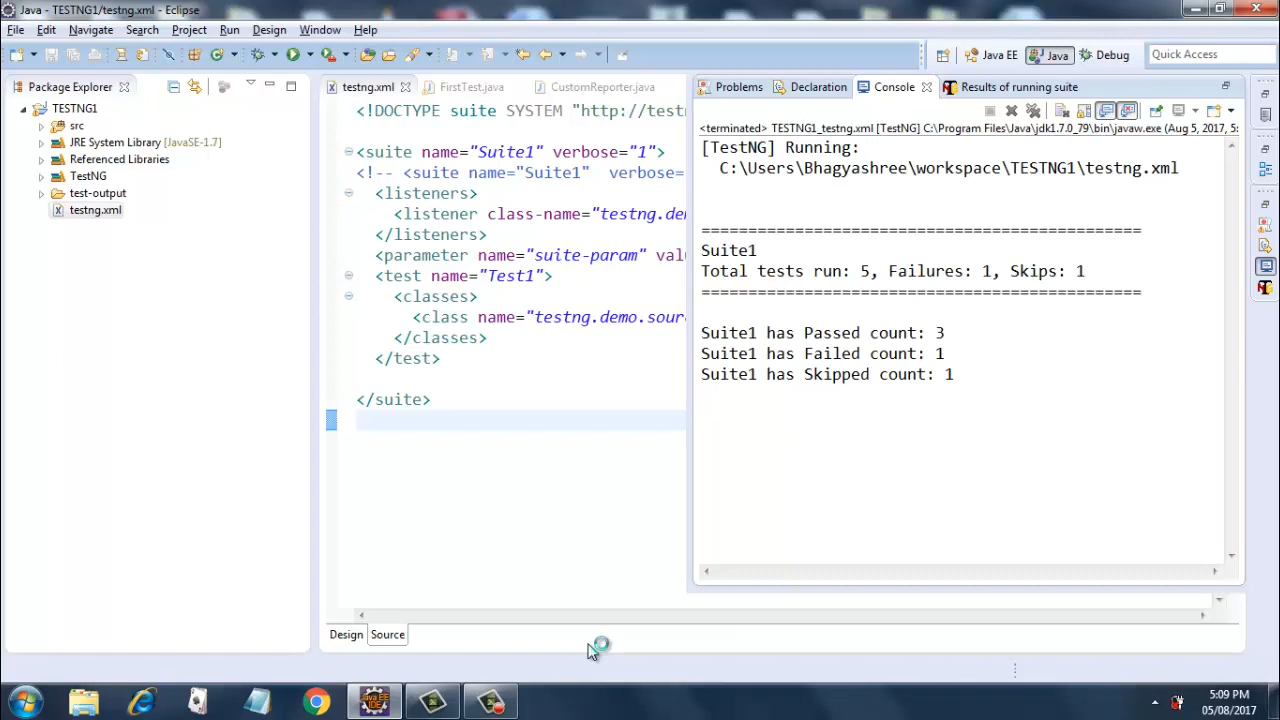 Java - TESTNG1/testng.xml - Eclipse
File Edit Navigate Search Project Run Design Window Help
Java EE Java Debug Quick Access
Package Explorer
testng.xml FirstTest.java CustomReporter.java
Problems Declaration Console Results of running suite
TESTNG1
src
JRE System Library [JavaSE-1.7]
Referenced Libraries
TestNG
test-output
testng.xml
<!DOCTYPE suite SYSTEM "http://test
<suite name="Suite1" verbose="1">
<!-- <suite name="Suite1" verbose=
<listeners>
<listener class-name="testng.de
</listeners>
<parameter name="suite-param" val
<test name="Test1">
<classes>
<class name="testng.demo.sour
</classes>
</test>
</suite>
<terminated> TESTNG1_testng.xml [TestNG] C:\Program Files\Java\jdk1.7.0_79\bin\javaw.exe (Aug 5, 2017, 5:
[TestNG] Running:
C:\Users\Bhagyashree\workspace\TESTNG1\testng.xml
===============================================
Suite1
Total tests run: 5, Failures: 1, Skips: 1
===============================================
Suite1 has Passed count: 3
Suite1 has Failed count: 1
Suite1 has Skipped count: 1
Design Source
Java EE
IDE
5:09 PM
05/08/2017